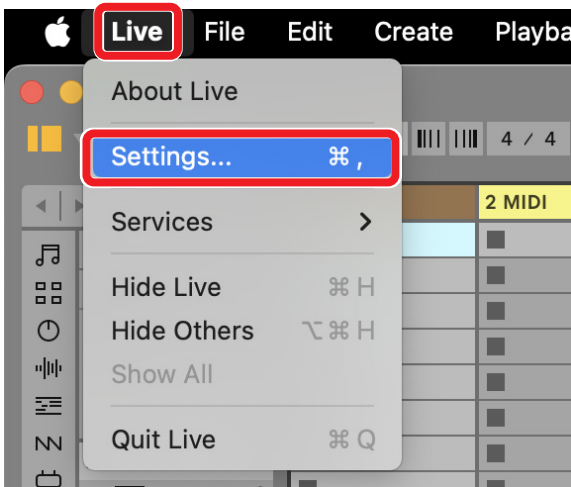 Live File Edit Create Playba
About Live
4 / 4
Settings... ⌘ ,
2 MIDI
Services
Hide Live ⌘ H
Hide Others ⌥ ⌘ H
Show All
Quit Live ⌘ Q